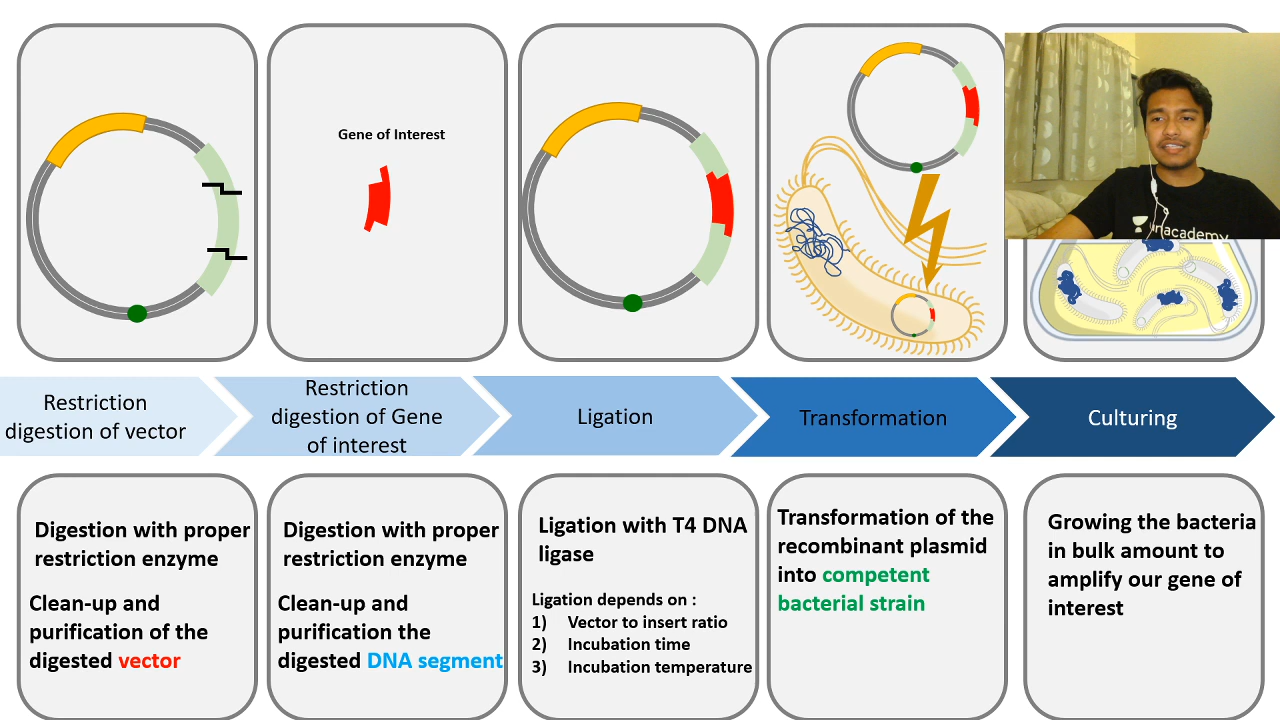 Gene of Interest
Restriction
digestion of vector
Restriction
digestion of Gene
of interest
Ligation
Transformation
Culturing
Digestion with proper
restriction enzyme
Clean-up and
purification of the
digested vector
Digestion with proper
restriction enzyme
Clean-up and
purification the
digested DNA segment
Ligation with T4 DNA
ligase
Ligation depends on :
1) Vector to insert ratio
2) Incubation time
3) Incubation temperature
Transformation of the
recombinant plasmid
into competent
bacterial strain
Growing the bacteria
in bulk amount to
amplify our gene of
interest